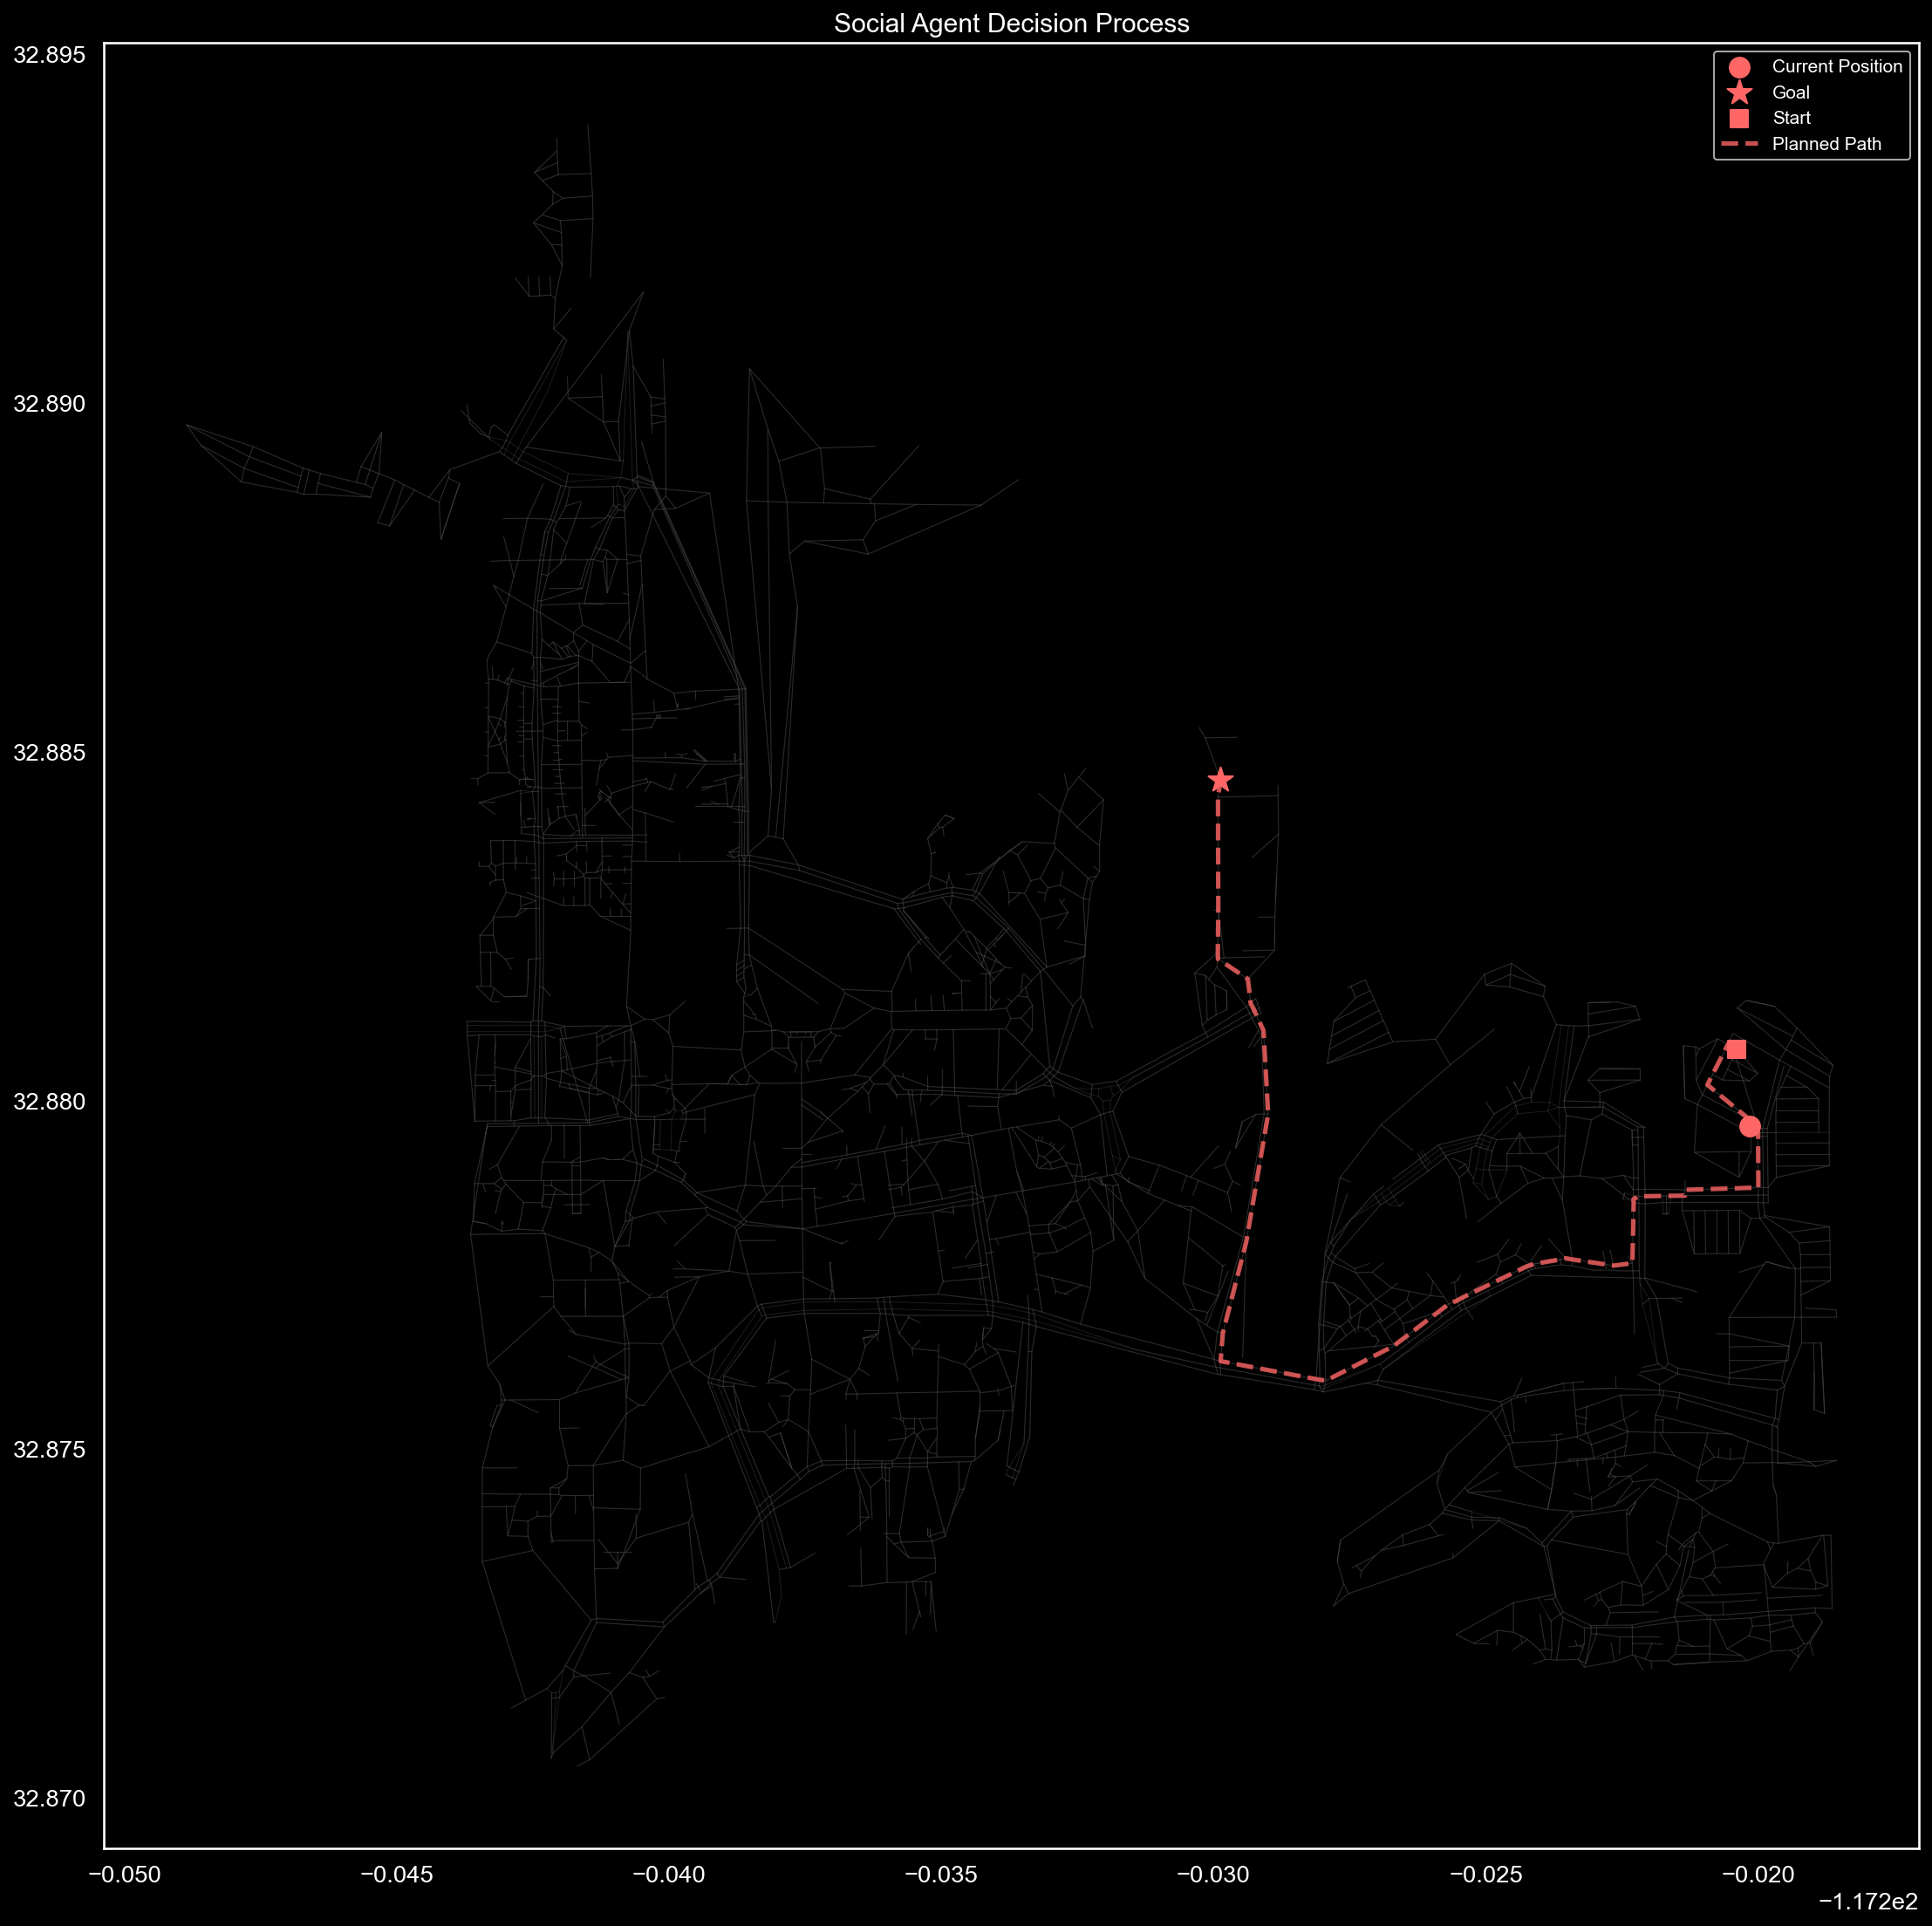 Social Agent Decision Process
Current Position
Goal
Start
Planned Path
32.895
32.890
32.885
32.880
32.875
32.870
−0.050 −0.045 −0.040 −0.035 −0.030 −0.025 −0.020
−1.172e2